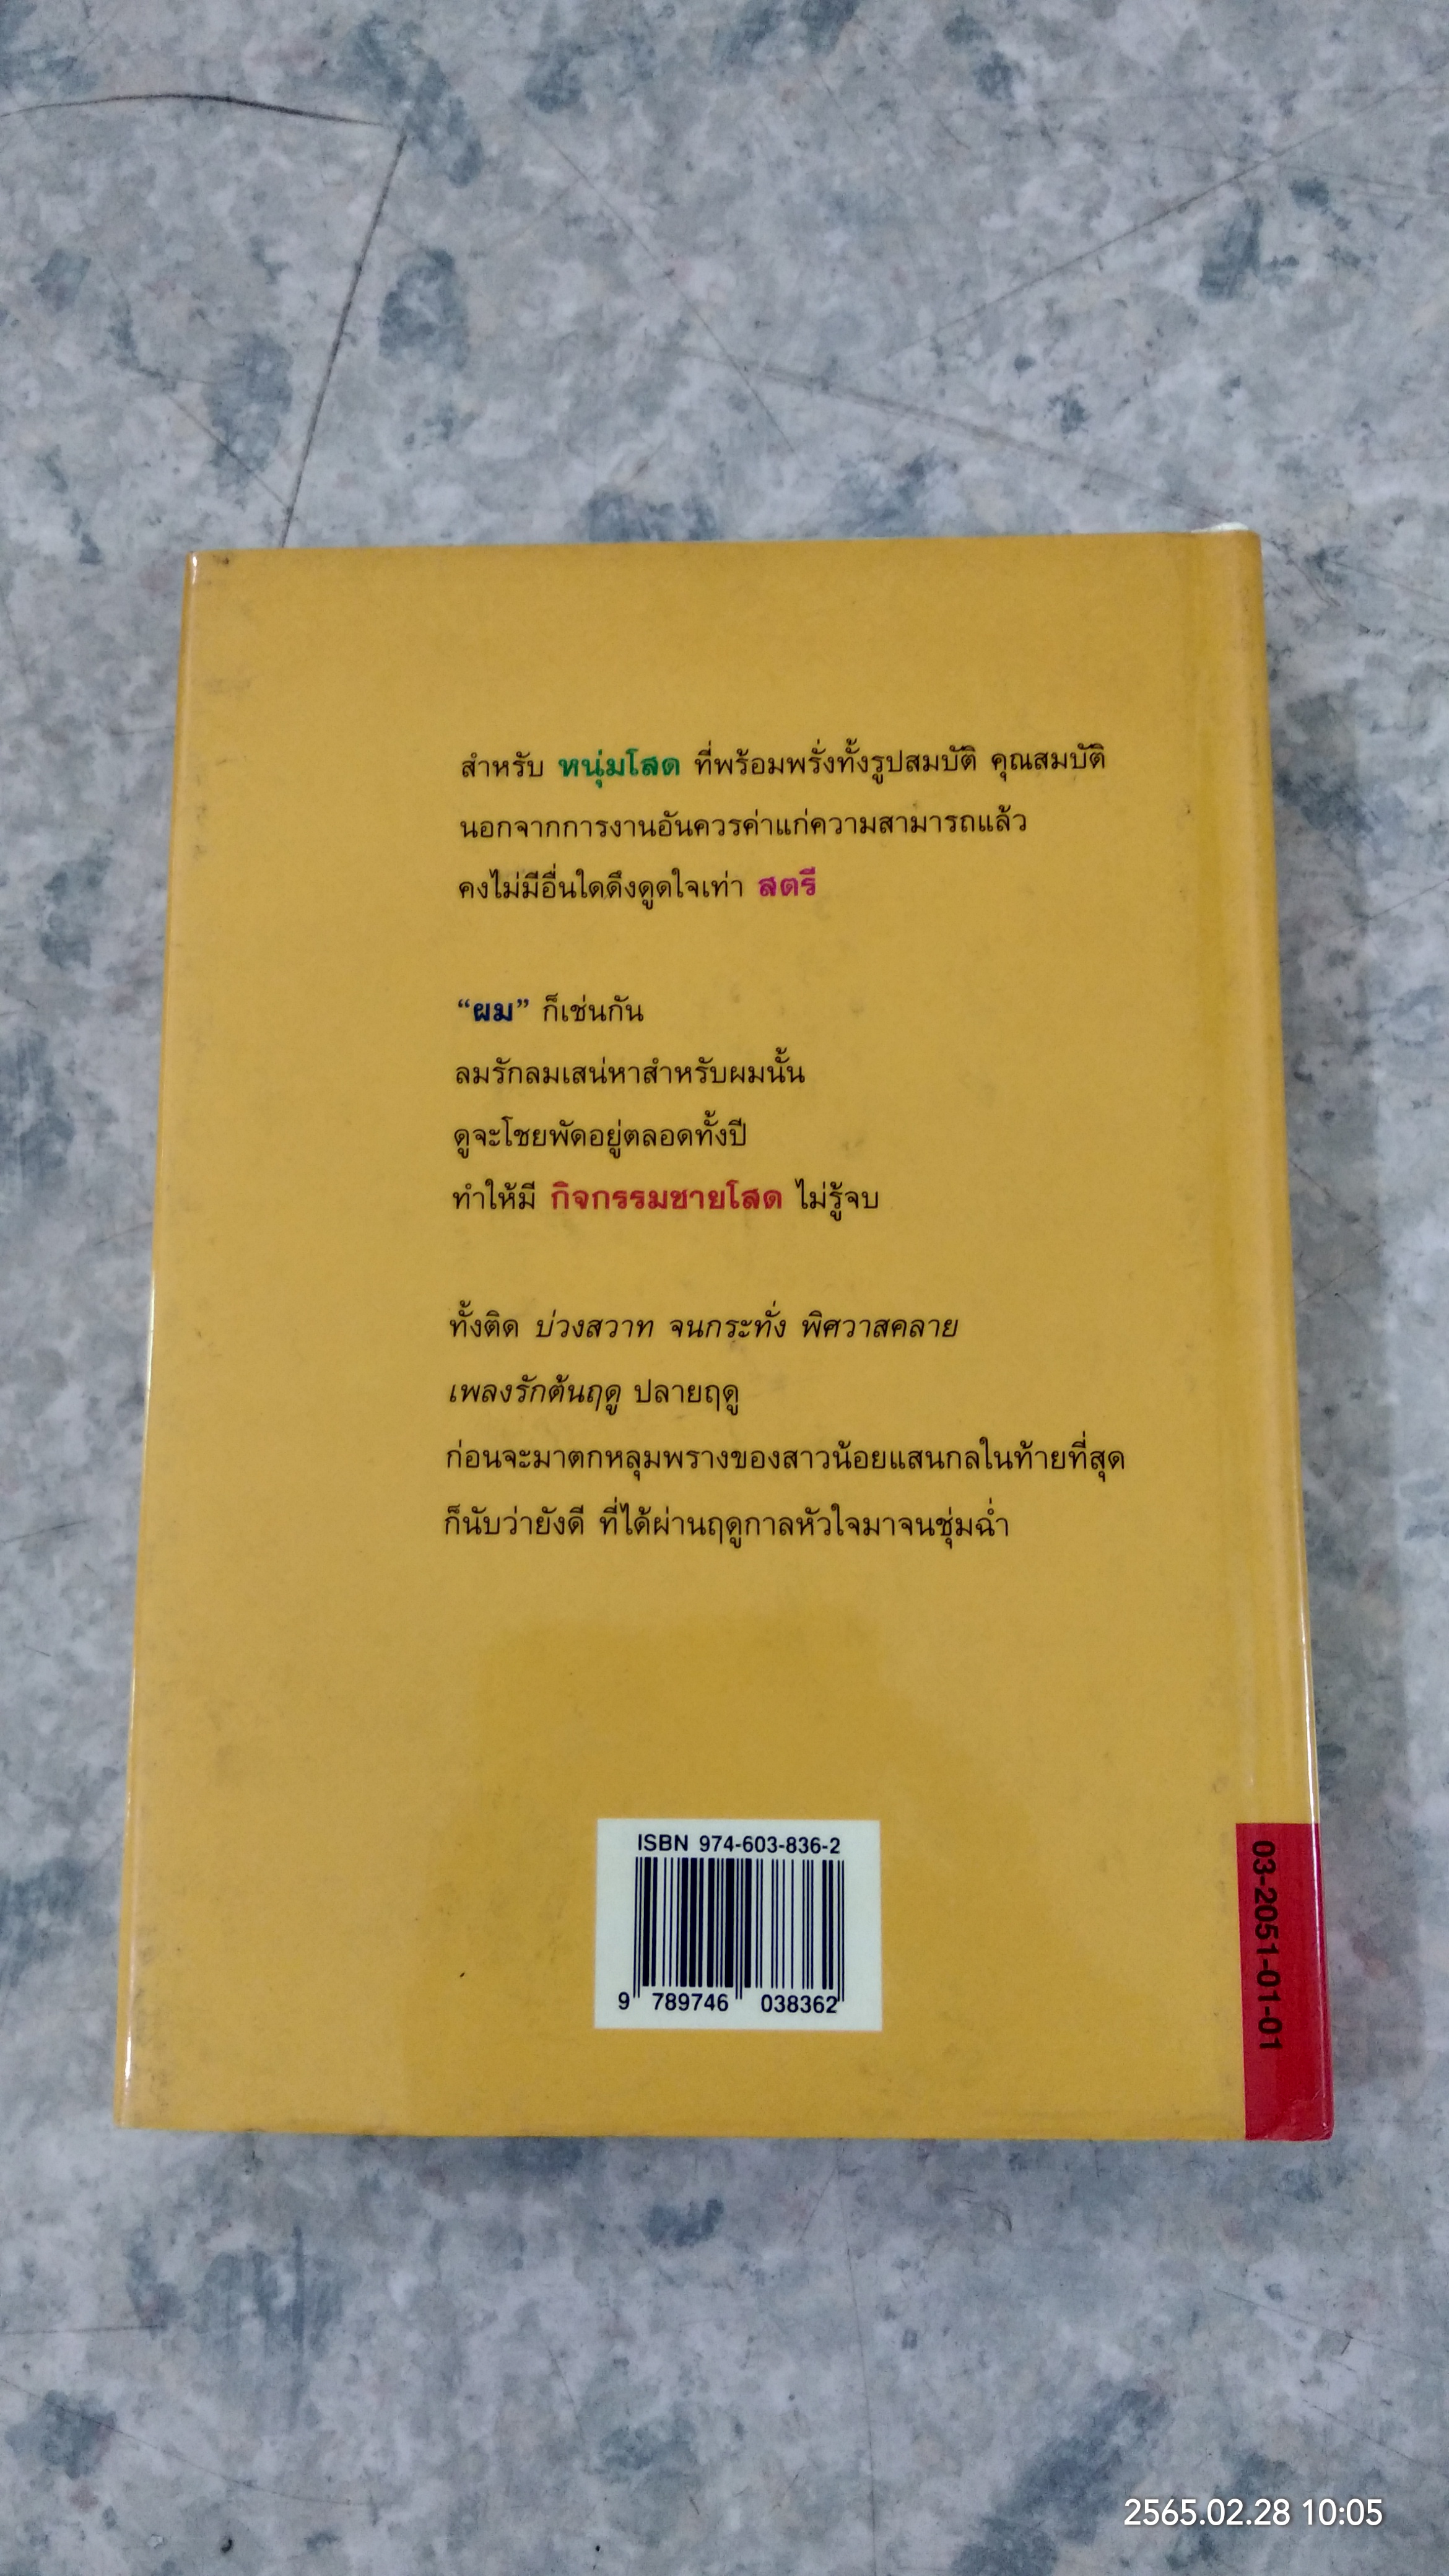 สำหรับ หนุ่มโสด ที่พร้อมพรั่งทั้งรูปสมบัติ คุณสมบัติ
นอกจากการงานอันควรค่าแก่ความสามารถแล้ว
คงไม่มีอื่นใดดึงดูดใจเท่า สตรี
“ผม” ก็เช่นกัน
ลมรักลมเสน่หาสำหรับผมนั้น
ดูจะโชยพัดอยู่ตลอดทั้งปี
ทำให้มี กิจกรรมชายโสด ไม่รู้จบ
ทั้งติด บ่วงสวาท จนกระทั่ง พิศวาสคลาย
เพลงรักต้นฤดู ปลายฤดู
ก่อนจะมาตกหลุมพรางของสาวน้อยแสนกลในท้ายที่สุด
ก็นับว่ายังดี ที่ได้ผ่านฤดูกาลหัวใจมาจนชุ่มฉ่ำ
ISBN 974-603-836-2
9 789746 038362
03-2051-01-01
2565.02.28 10:05